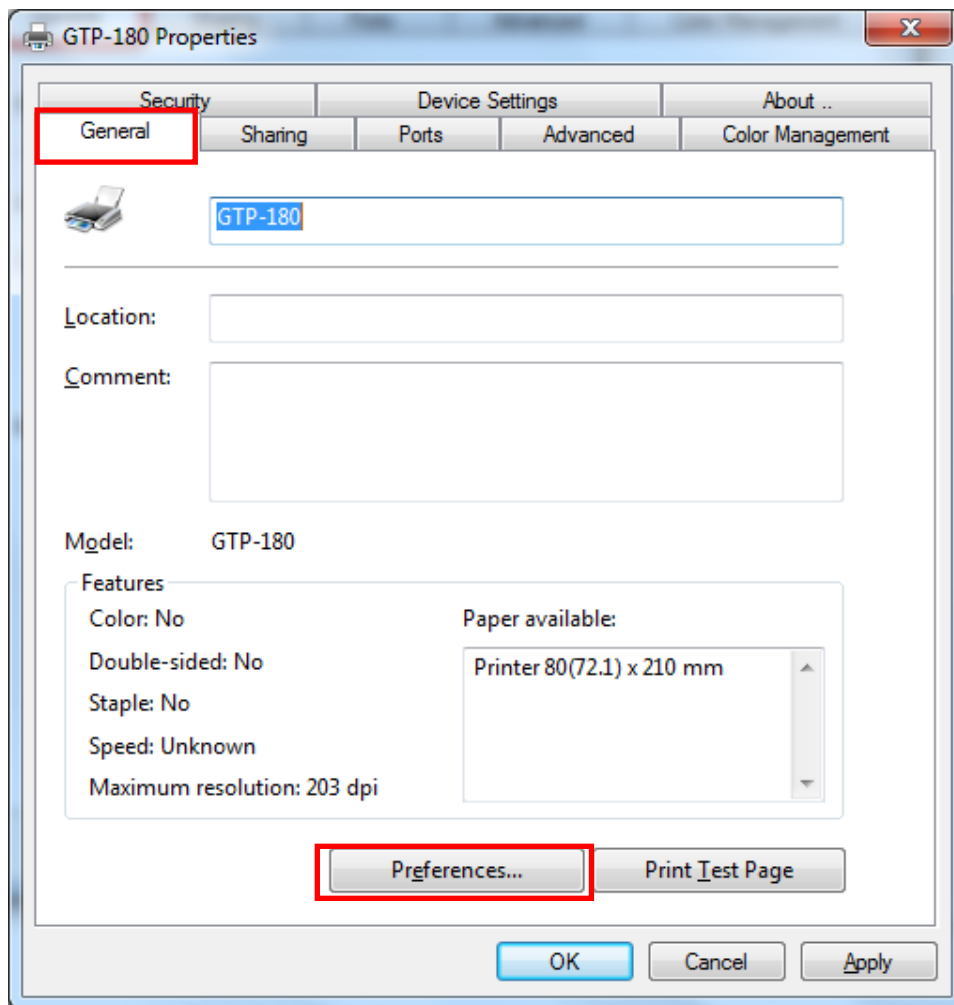 GTP-180 Properties
X
Security Device Settings About ..
General Sharing Ports Advanced Color Management
GTP-180
Location:
Comment:
Model: GTP-180
Features
Color: No Paper available:
Double-sided: No Printer 80(72.1) x 210 mm
Staple: No
Speed: Unknown
Maximum resolution: 203 dpi
Preferences... Print Test Page
OK Cancel Apply